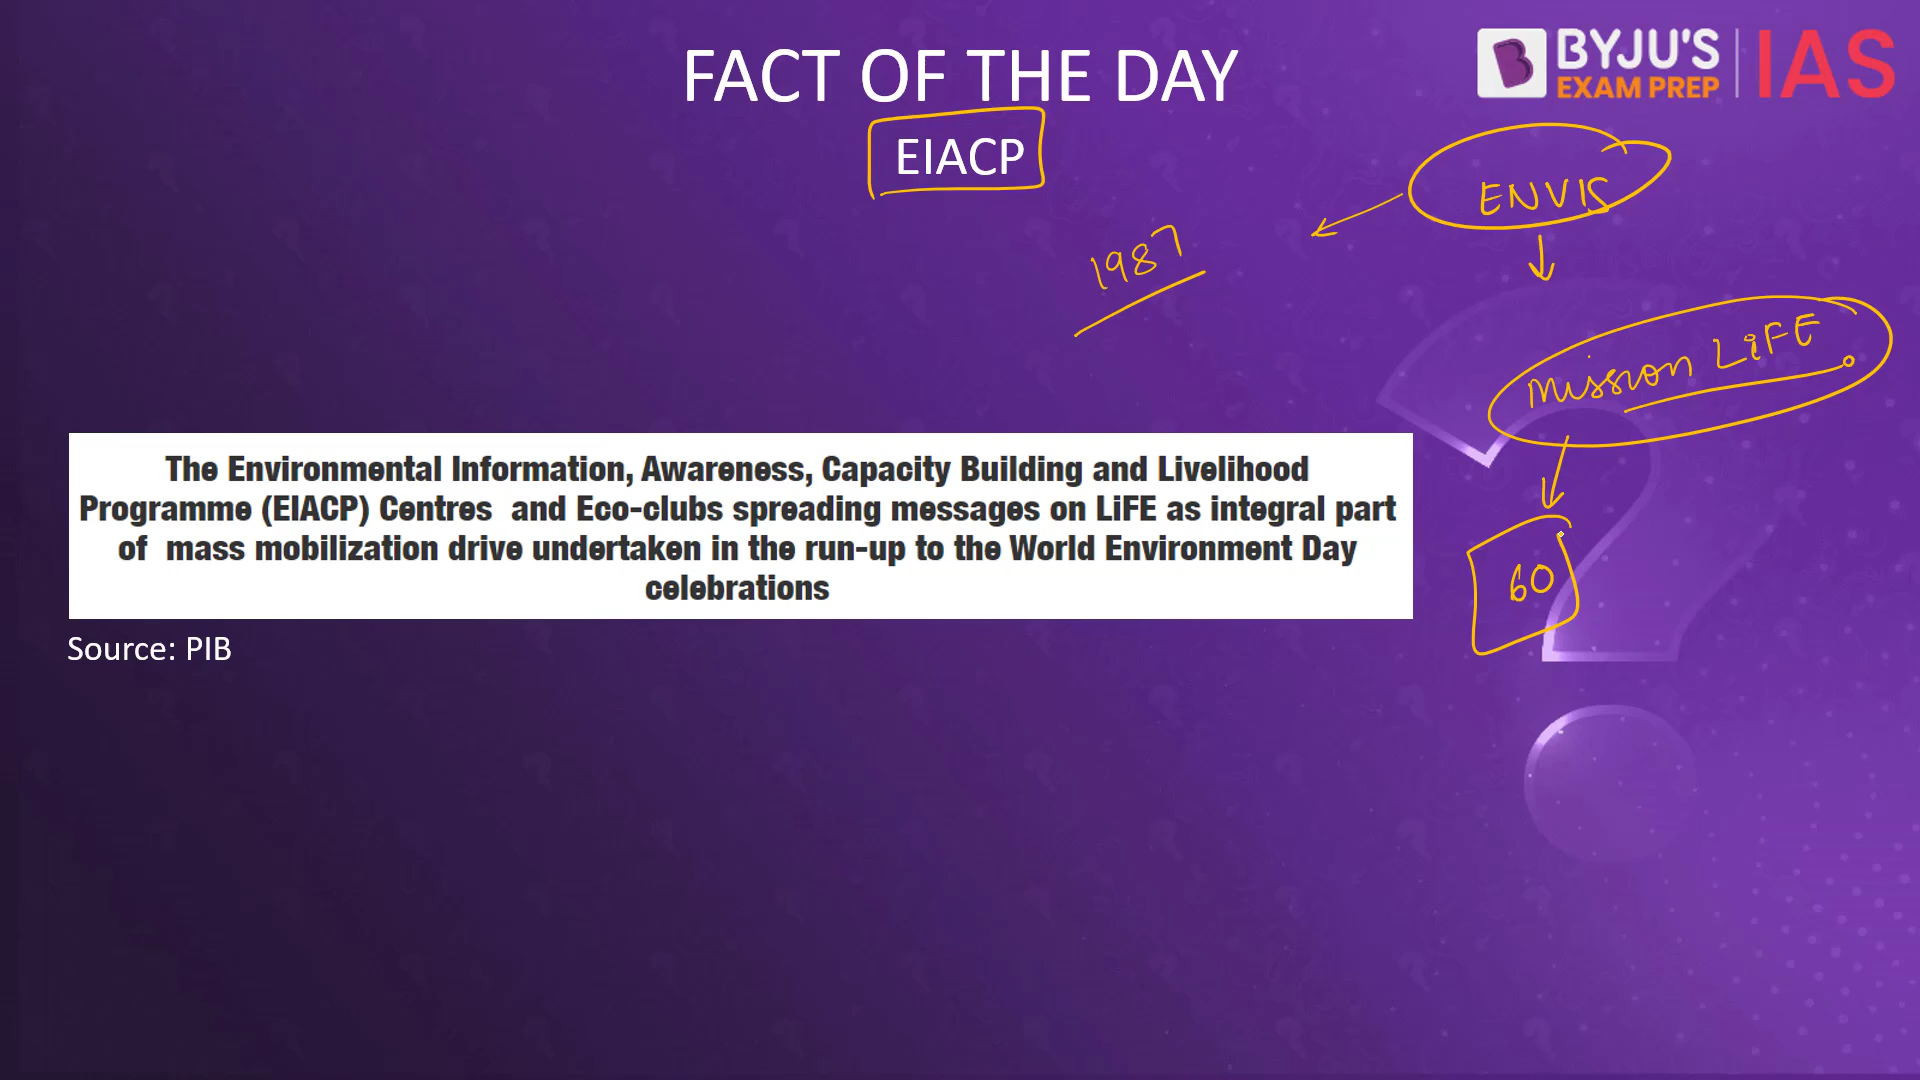 FACT OF THE DAY
BYJU'S
EXAM PREP
IAS
EIACP
ENVIS
1987
Mission LiFE
The Environmental Information, Awareness, Capacity Building and Livelihood
Programme (EIACP) Centres and Eco-clubs spreading messages on LiFE as integral part
of mass mobilization drive undertaken in the run-up to the World Environment Day
celebrations
60
Source: PIB